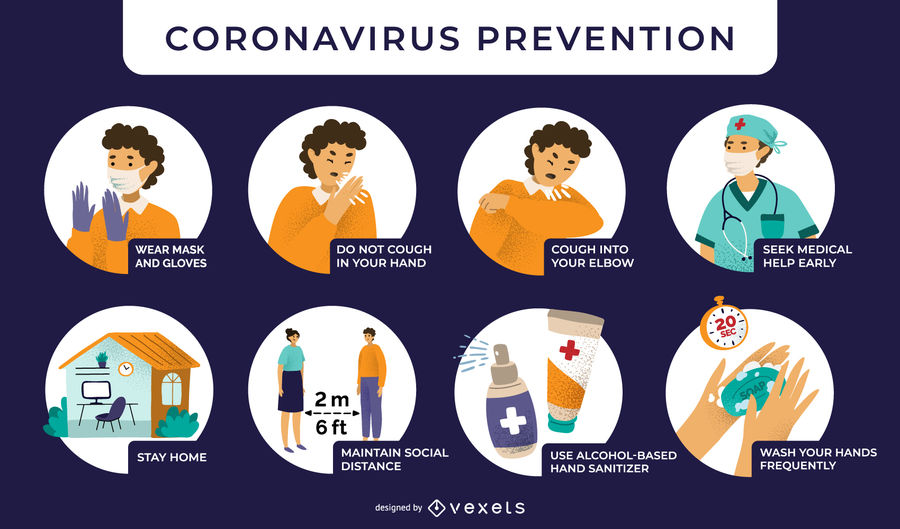 CORONAVIRUS PREVENTION
WEAR MASK
AND GLOVES
DO NOT COUGH
IN YOUR HAND
COUGH INTO
YOUR ELBOW
SEEK MEDICAL
HELP EARLY
STAY HOME
2 m
6 ft
MAINTAIN SOCIAL
DISTANCE
USE ALCOHOL-BASED
HAND SANITIZER
20
SEC
SOAP
WASH YOUR HANDS
FREQUENTLY
designed by vexels